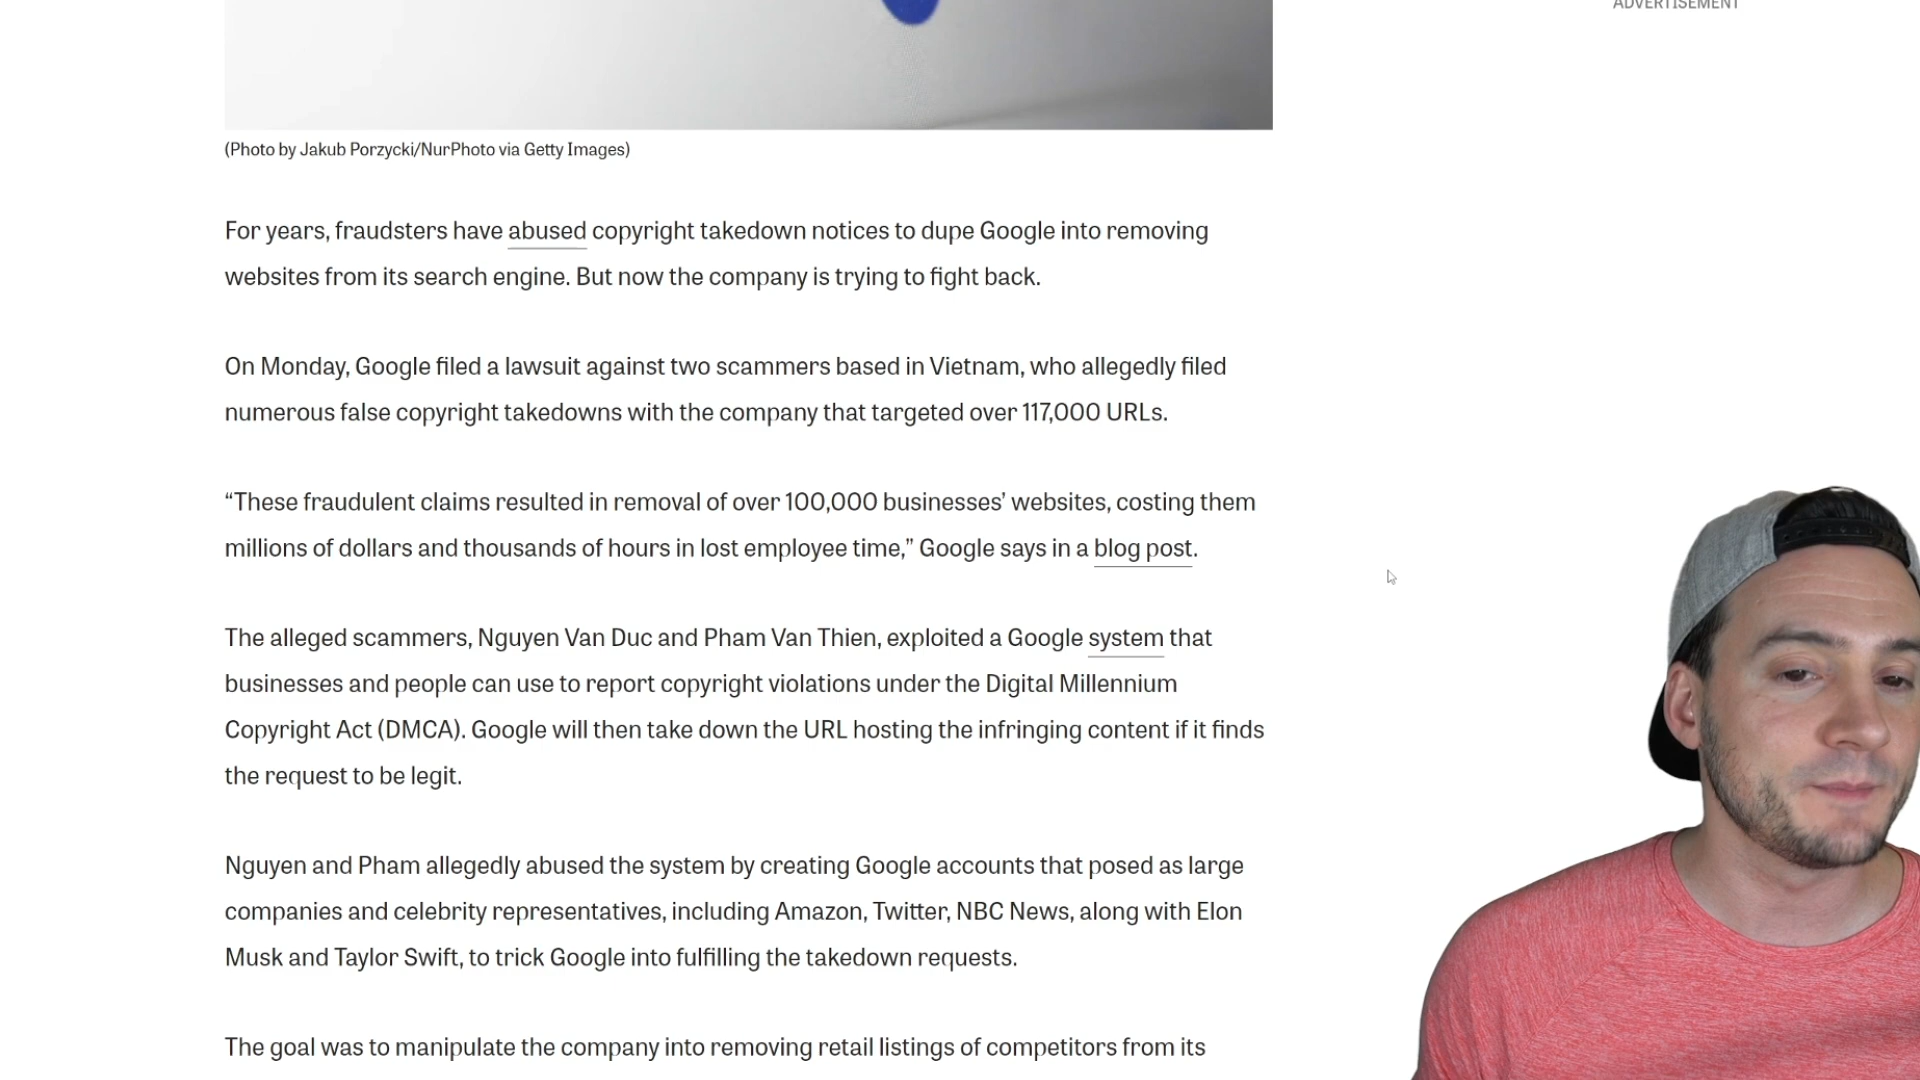 ADVERTISEMENT
(Photo by Jakub Porzycki/NurPhoto via Getty Images)
For years, fraudsters have abused copyright takedown notices to dupe Google into removing
websites from its search engine. But now the company is trying to fight back.
On Monday, Google filed a lawsuit against two scammers based in Vietnam, who allegedly filed
numerous false copyright takedowns with the company that targeted over 117,000 URLs.
“These fraudulent claims resulted in removal of over 100,000 businesses’ websites, costing them
millions of dollars and thousands of hours in lost employee time,” Google says in a blog post.
The alleged scammers, Nguyen Van Duc and Pham Van Thien, exploited a Google system that
businesses and people can use to report copyright violations under the Digital Millennium
Copyright Act (DMCA). Google will then take down the URL hosting the infringing content if it finds
the request to be legit.
Nguyen and Pham allegedly abused the system by creating Google accounts that posed as large
companies and celebrity representatives, including Amazon, Twitter, NBC News, along with Elon
Musk and Taylor Swift, to trick Google into fulfilling the takedown requests.
The goal was to manipulate the company into removing retail listings of competitors from its